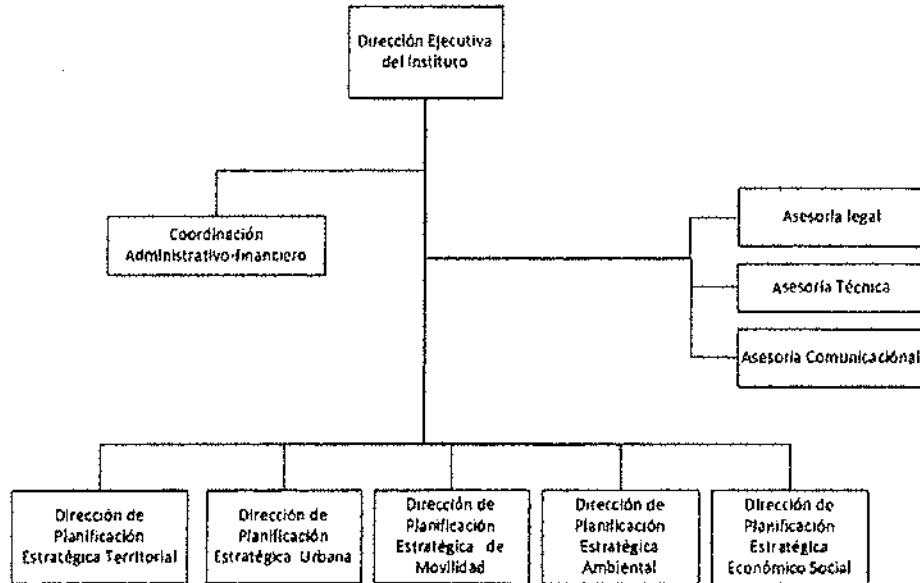 Dirección Ejecutiva
del Instituto
Coordinación
Administrativo-financiero
Asesoría legal
Asesoría Técnica
Asesoría Comunicaciónal
Dirección de
Planificación
Estratégica Territorial
Dirección de
Planificación
Estratégica Urbana
Dirección de
Planificación
Estratégica de
Movilidad
Dirección de
Planificación
Estratégica
Ambiental
Dirección de
Planificación
Estratégica
Económico Social